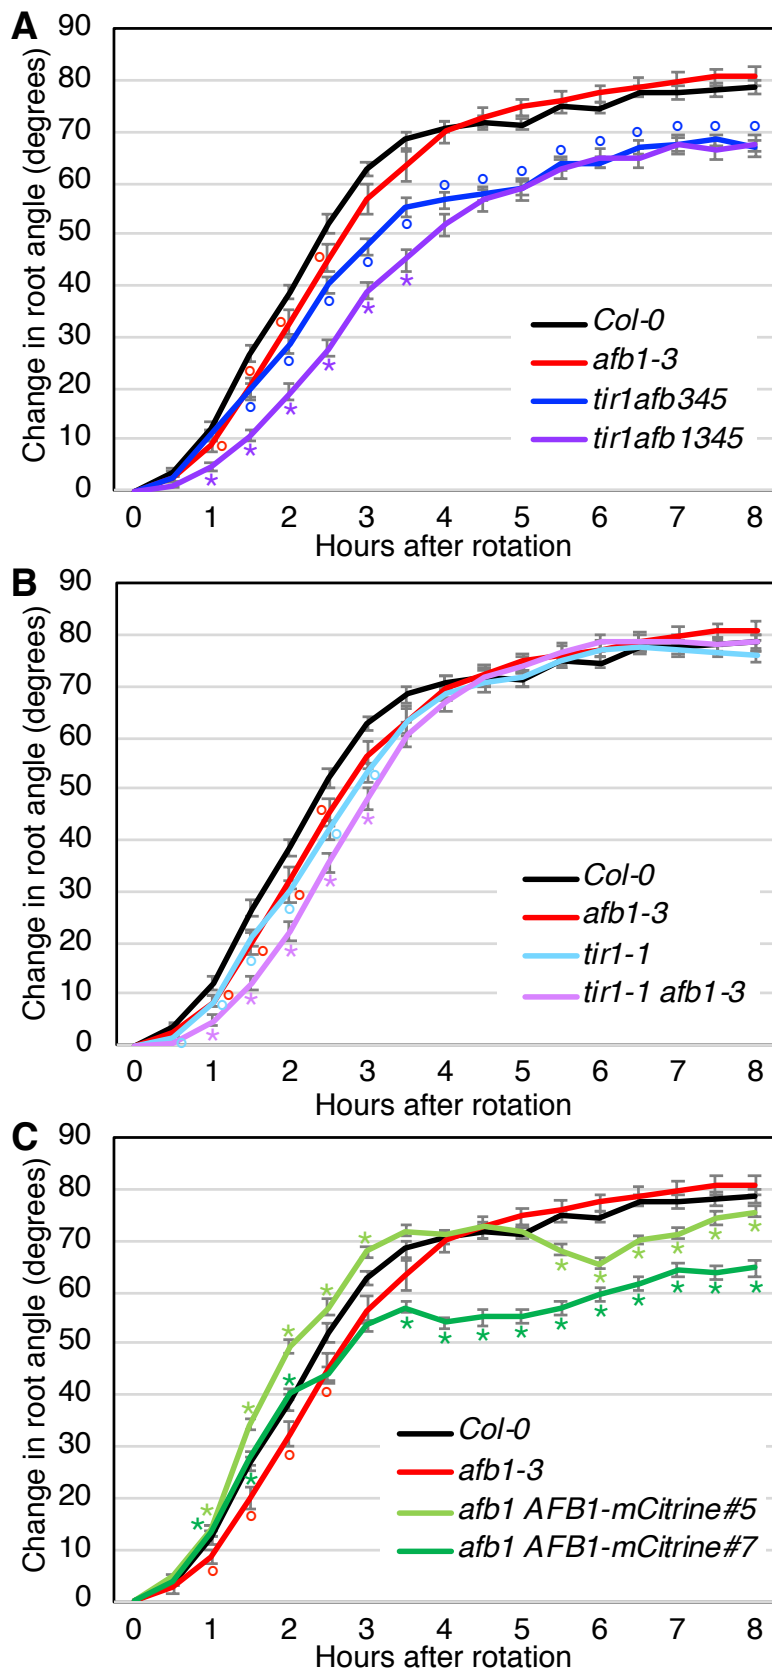 A
Change in root angle (degrees)
90
80
70
60
50
40
30
20
10
0
Col-0
afb1-3
tir1afb345
tir1afb1345
0 1 2 3 4 5 6 7 8
Hours after rotation
B
Change in root angle (degrees)
90
80
70
60
50
40
30
20
10
0
Col-0
afb1-3
tir1-1
tir1-1 afb1-3
0 1 2 3 4 5 6 7 8
Hours after rotation
C
Change in root angle (degrees)
90
80
70
60
50
40
30
20
10
0
Col-0
afb1-3
afb1 AFB1-mCitrine#5
afb1 AFB1-mCitrine#7
0 1 2 3 4 5 6 7 8
Hours after rotation